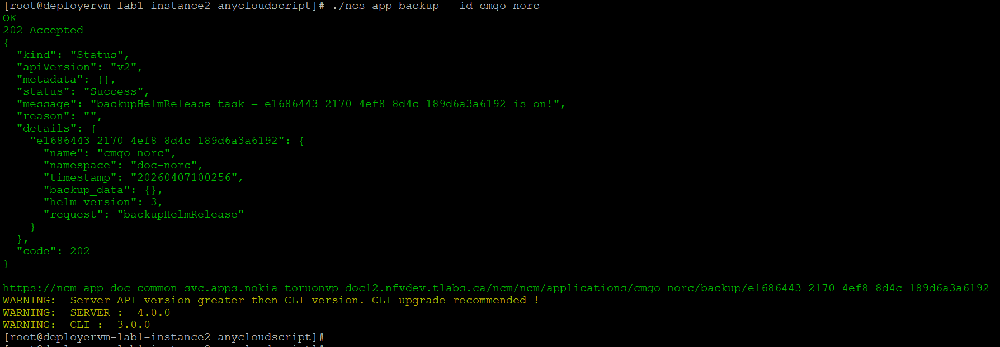 [root@deployervm-lab1-instance2 anycloudscript]# ./ncs app backup --id cmgo-norc
OK
202 Accepted
{
  "kind": "Status",
  "apiVersion": "v2",
  "metadata": {},
  "status": "Success",
  "message": "backupHelmRelease task = e1686443-2170-4ef8-8d4c-189d6a3a6192 is on!",
  "reason": "",
  "details": {
    "e1686443-2170-4ef8-8d4c-189d6a3a6192": {
      "name": "cmgo-norc",
      "namespace": "doc-norc",
      "timestamp": "20260407100256",
      "backup_data": {},
      "helm_version": 3,
      "request": "backupHelmRelease"
    }
  },
  "code": 202
}

https://ncm-app-doc-common-svc.apps.nokia-toruonvp-doc12.nfvdev.tlabs.ca/ncm/ncm/applications/cmgo-norc/backup/e1686443-2170-4ef8-8d4c-189d6a3a6192
WARNING:  Server API version greater then CLI version. CLI upgrade recommended !
WARNING:  SERVER :  4.0.0
WARNING:  CLI :  3.0.0
[root@deployervm-lab1-instance2 anycloudscript]#